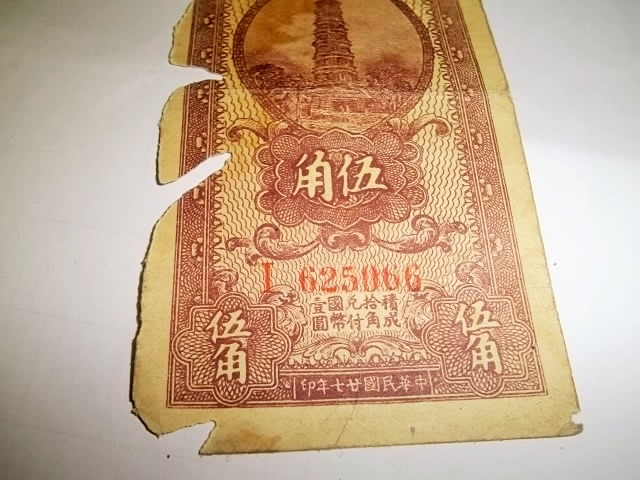 伍角
I 625066
積成
拾角
兌付
國幣
壹圓
伍角
伍角
中華民國廿七年印